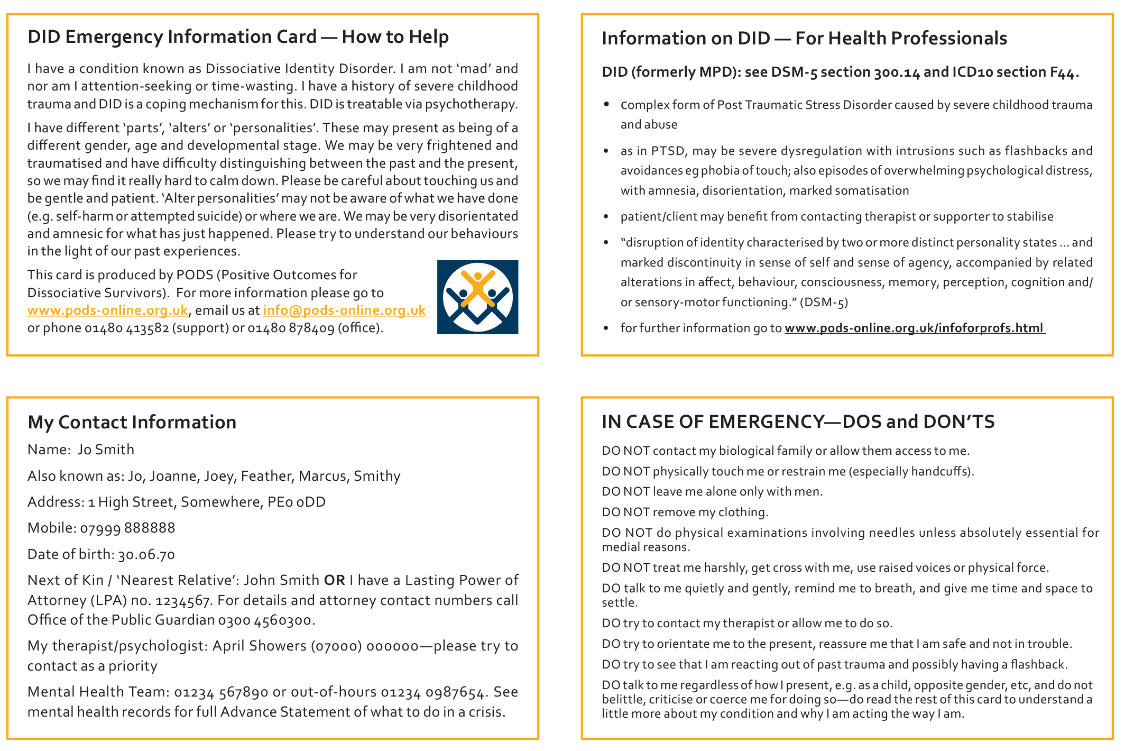 DID Emergency Information Card — How to Help
I have a condition known as Dissociative Identity Disorder. I am not ‘mad’ and
nor am I attention-seeking or time-wasting. I have a history of severe childhood
trauma and DID is a coping mechanism for this. DID is treatable via psychotherapy.
I have different ‘parts’, ‘alters’ or ‘personalities’. These may present as being of a
different gender, age and developmental stage. We may be very frightened and
traumatised and have difficulty distinguishing between the past and the present,
so we may find it really hard to calm down. Please be careful about touching us and
be gentle and patient. ‘Alter personalities’ may not be aware of what we have done
(e.g. self-harm or attempted suicide) or where we are. We may be very disorientated
and amnesic for what has just happened. Please try to understand our behaviours
in the light of our past experiences.
This card is produced by PODS (Positive Outcomes for
Dissociative Survivors). For more information please go to
www.pods-online.org.uk, email us at info@pods-online.org.uk
or phone 01480 413582 (support) or 01480 878409 (office).
Information on DID — For Health Professionals
DID (formerly MPD): see DSM-5 section 300.14 and ICD10 section F44.
• complex form of Post Traumatic Stress Disorder caused by severe childhood trauma
and abuse
• as in PTSD, may be severe dysregulation with intrusions such as flashbacks and
avoidances eg phobia of touch; also episodes of overwhelming psychological distress,
with amnesia, disorientation, marked somatisation
• patient/client may benefit from contacting therapist or supporter to stabilise
• “disruption of identity characterised by two or more distinct personality states ... and
marked discontinuity in sense of self and sense of agency, accompanied by related
alterations in affect, behaviour, consciousness, memory, perception, cognition and/
or sensory-motor functioning.” (DSM-5)
• for further information go to www.pods-online.org.uk/infoforprofs.html
My Contact Information
Name: Jo Smith
Also known as: Jo, Joanne, Joey, Feather, Marcus, Smithy
Address: 1 High Street, Somewhere, PE0 0DD
Mobile: 07999 888888
Date of birth: 30.06.70
Next of Kin / ‘Nearest Relative’: John Smith OR I have a Lasting Power of
Attorney (LPA) no. 1234567. For details and attorney contact numbers call
Office of the Public Guardian 0300 4560300.
My therapist/psychologist: April Showers (07000) 000000—please try to
contact as a priority
Mental Health Team: 01234 567890 or out-of-hours 01234 0987654. See
mental health records for full Advance Statement of what to do in a crisis.
IN CASE OF EMERGENCY—DOS and DON’TS
DO NOT contact my biological family or allow them access to me.
DO NOT physically touch me or restrain me (especially handcuffs).
DO NOT leave me alone only with men.
DO NOT remove my clothing.
DO NOT do physical examinations involving needles unless absolutely essential for
medial reasons.
DO NOT treat me harshly, get cross with me, use raised voices or physical force.
DO talk to me quietly and gently, remind me to breath, and give me time and space to
settle.
DO try to contact my therapist or allow me to do so.
DO try to orientate me to the present, reassure me that I am safe and not in trouble.
DO try to see that I am reacting out of past trauma and possibly having a flashback.
DO talk to me regardless of how I present, e.g. as a child, opposite gender, etc, and do not
belittle, criticise or coerce me for doing so—do read the rest of this card to understand a
little more about my condition and why I am acting the way I am.